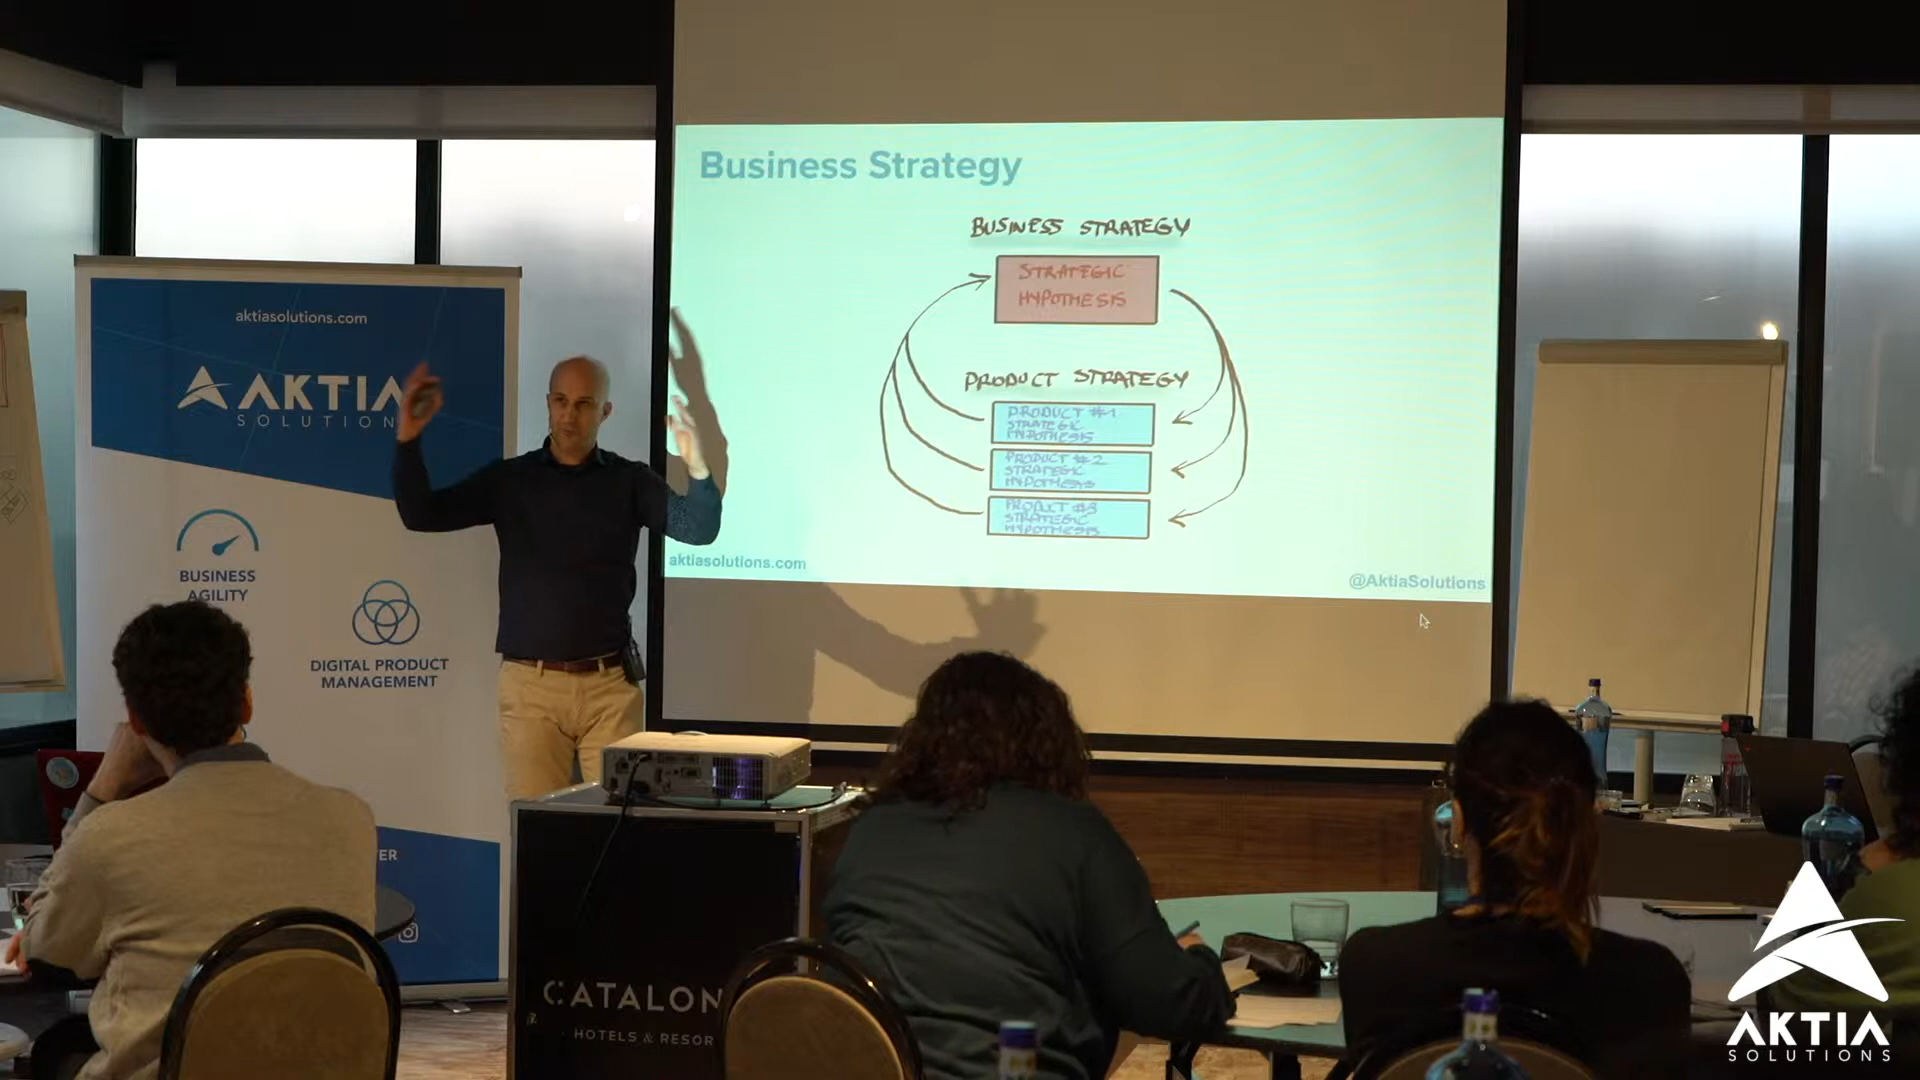 Business Strategy
BUSINESS STRATEGY
STRATEGIC
HYPOTHESIS
PRODUCT STRATEGY
PRODUCT #1
STRATEGIC
HYPOTHESIS
PRODUCT #2
STRATEGIC
HYPOTHESIS
PRODUCT #3
STRATEGIC
HYPOTHESIS
aktiasolutions.com
@AktiaSolutions
aktiasolutions.com
AKTIA
SOLUTION
BUSINESS
AGILITY
DIGITAL PRODUCT
MANAGEMENT
ER
CATALON
HOTELS & RESOR
AKTIA
SOLUTIONS